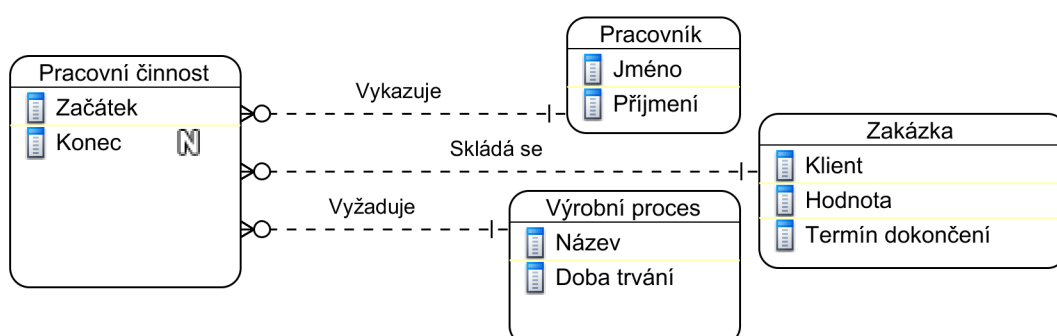 Pracovní činnost
Začátek
Konec N
Vykazuje
Pracovník
Jméno
Příjmení
Skládá se
Zakázka
Klient
Hodnota
Termín dokončení
Vyžaduje
Výrobní proces
Název
Doba trvání